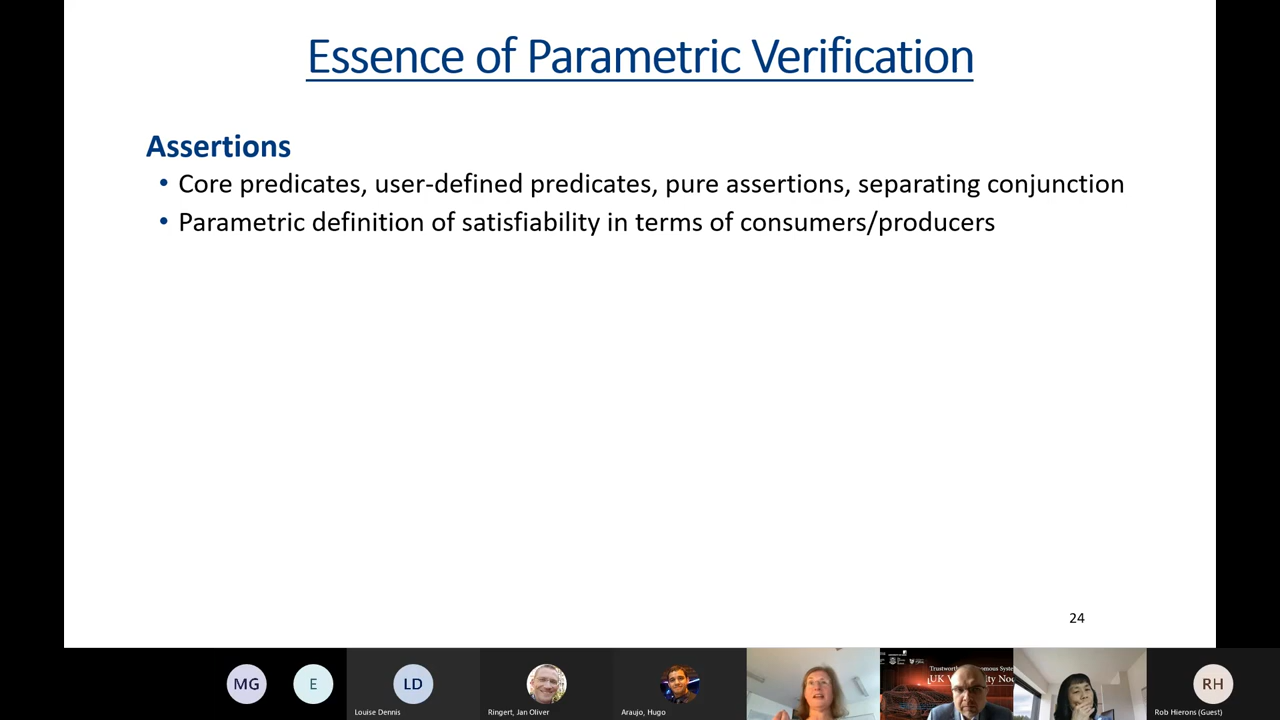 Essence of Parametric Verification
Assertions
• Core predicates, user-defined predicates, pure assertions, separating conjunction
• Parametric definition of satisfiability in terms of consumers/producers
24
MG
E
LD
RH
Louise Dennis
Ringert, Jan Oliver
Araujo, Hugo
Rob Hierons (Guest)
UK